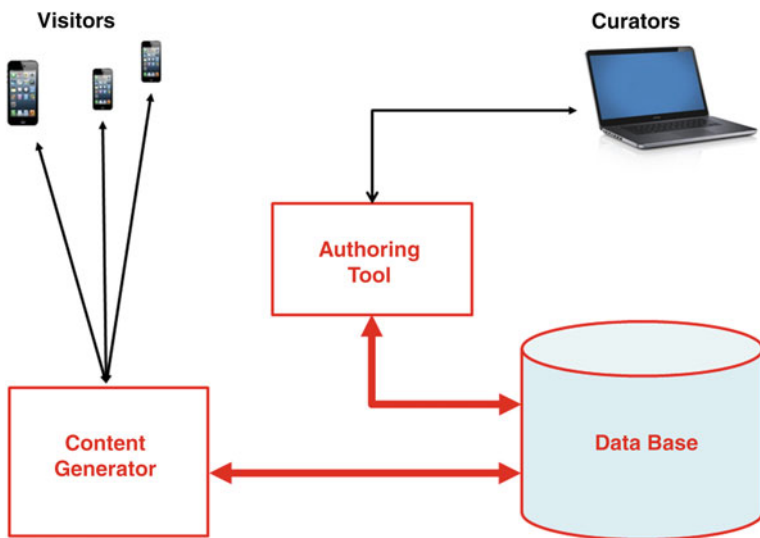 Visitors
Curators
Authoring
Tool
Content
Generator
Data Base